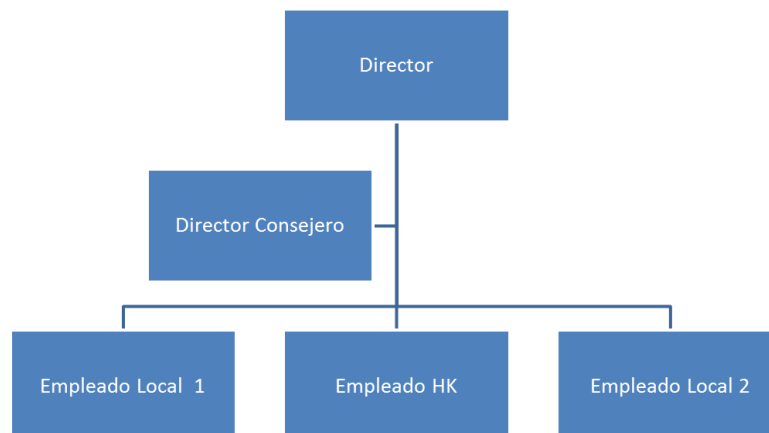 Director
Director Consejero
Empleado Local 1
Empleado HK
Empleado Local 2